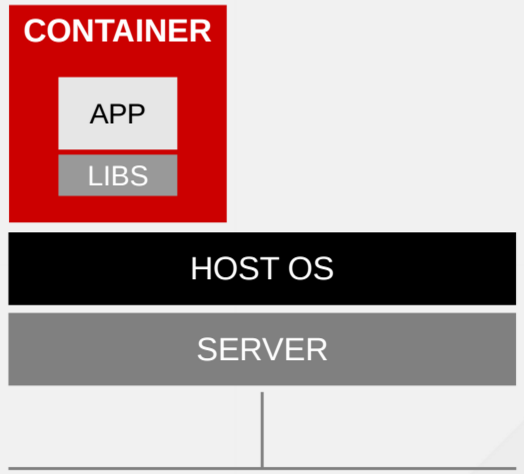 CONTAINER
APP
LIBS
HOST OS
SERVER